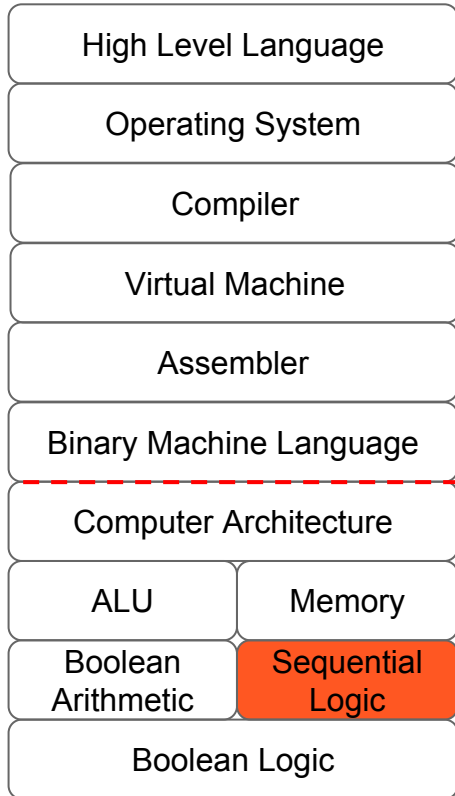 High Level Language
Operating System
Compiler
Virtual Machine
Assembler
Binary Machine Language
Computer Architecture
ALU
Memory
Boolean
Arithmetic
Sequential
Logic
Boolean Logic